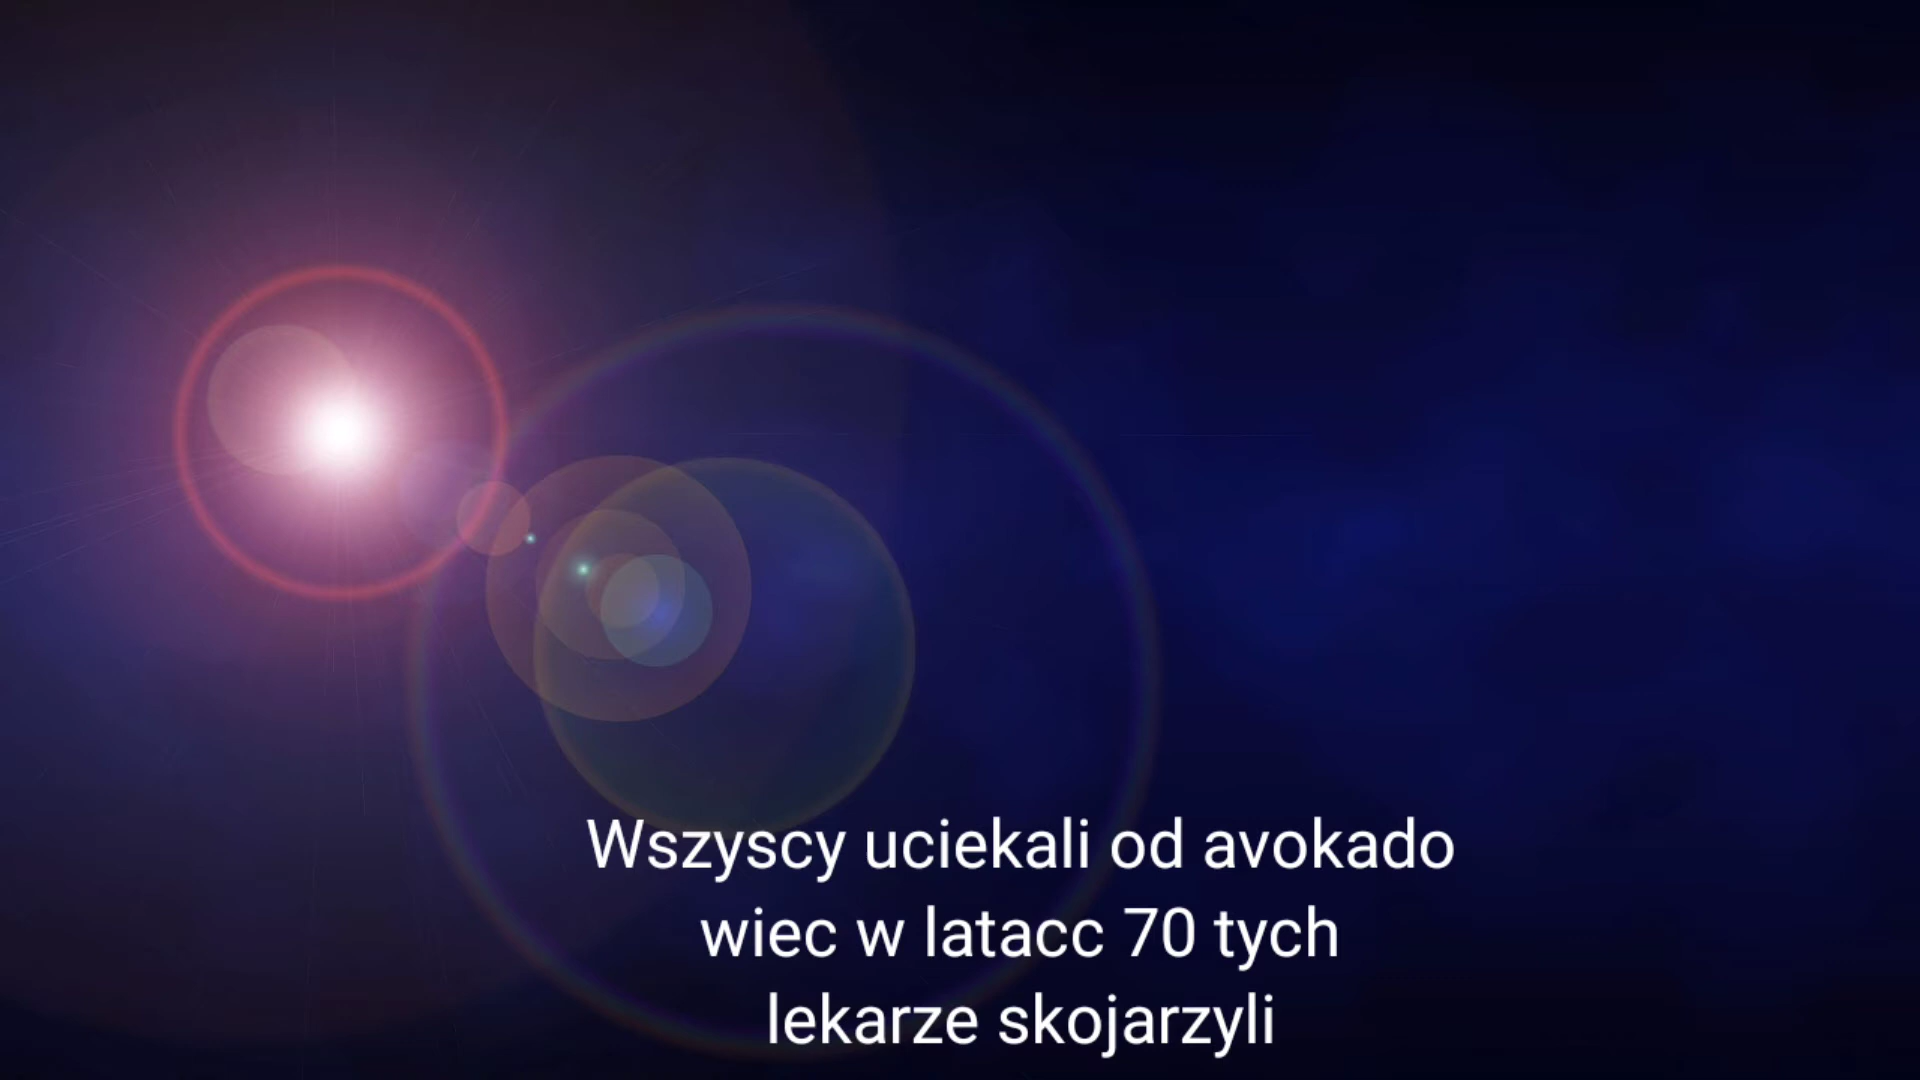 Wszyscy uciekali od avokado
wiec w latacc 70 tych
lekarze skojarzyli